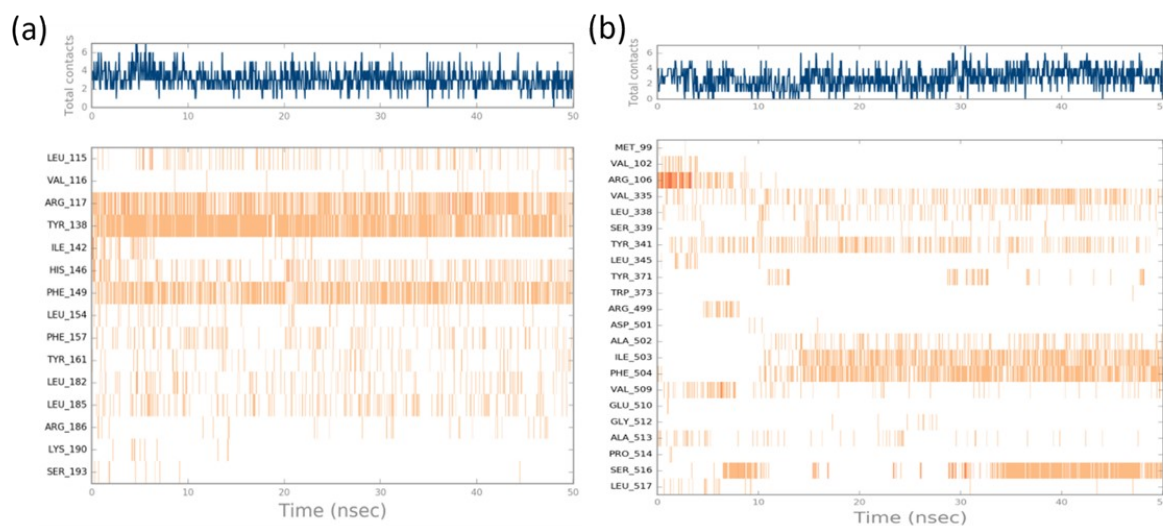 (a)
Total contacts
6
4
2
0
0 10 20 30 40 50
LEU_115
VAL_116
ARG_117
TYR_138
ILE_142
HIS_146
PHE_149
LEU_154
PHE_157
TYR_161
LEU_182
LEU_185
ARG_186
LYS_190
SER_193
0 10 20 30 40 50
Time (nsec)
(b)
Total contacts
6
4
2
0
0 10 20 30 40 50
MET_99
VAL_102
ARG_106
VAL_335
LEU_338
SER_339
TYR_341
LEU_345
TYR_371
TRP_373
ARG_499
ASP_501
ALA_502
ILE_503
PHE_504
VAL_509
GLU_510
GLY_512
ALA_513
PRO_514
SER_516
LEU_517
0 10 20 30 40 50
Time (nsec)